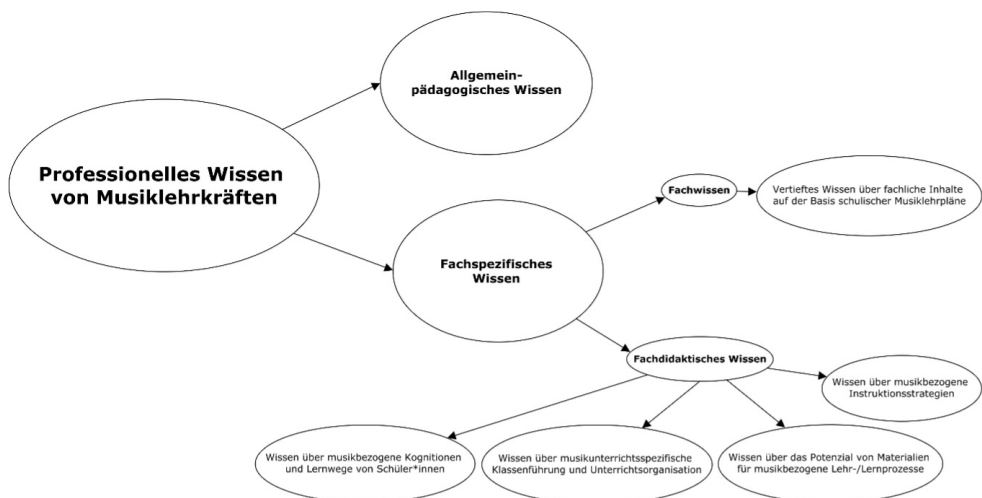 Allgemein-
pädagogisches Wissen
Professionelles Wissen
von Musiklehrkräften
Fachwissen
Vertieftes Wissen über fachliche Inhalte
auf der Basis schulischer Musiklehrpläne
Fachspezifisches
Wissen
Fachdidaktisches Wissen
Wissen über musikbezogene
Instruktionsstrategien
Wissen über musikbezogene Kognitionen
und Lernwege von Schüler*innen
Wissen über musikunterrichtsspezifische
Klassenführung und Unterrichtsorganisation
Wissen über das Potenzial von Materialien
für musikbezogene Lehr-/Lernprozesse